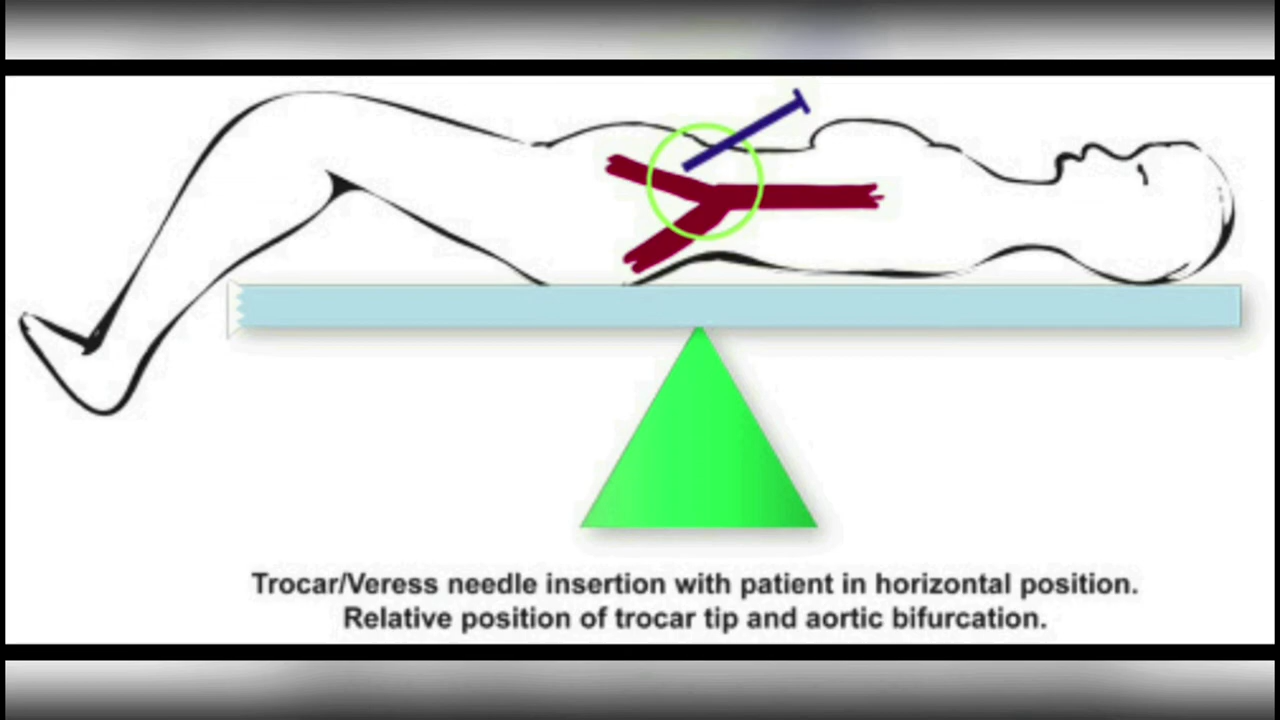 Trocar/Veress needle insertion with patient in horizontal position.
Relative position of trocar tip and aortic bifurcation.